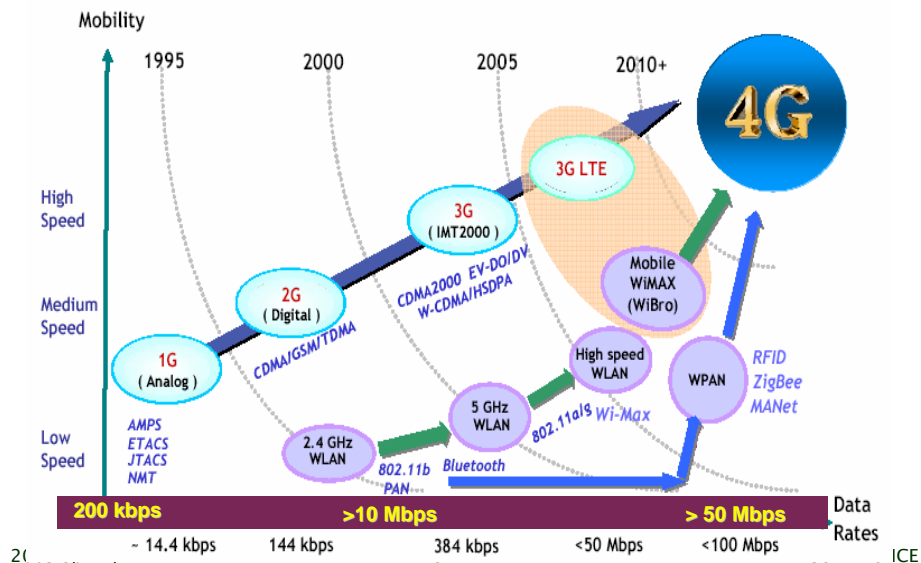 Mobility
1995
2000
2005
2010+
4G
High
Speed
Medium
Speed
Low
Speed
3G LTE
3G
( IMT2000 )
CDMA2000 EV-DO/DV
W-CDMA/HSDPA
Mobile
WiMAX
(WiBro)
2G
( Digital )
CDMA/GSM/TDMA
1G
( Analog )
AMPS
ETACS
JTACS
NMT
High speed
WLAN
Wi-Max
WPAN
RFID
ZigBee
MANet
5 GHz
WLAN
802.11a/g
2.4 GHz
WLAN
802.11b
PAN
Bluetooth
200 kbps
>10 Mbps
> 50 Mbps
Data
Rates
~ 14.4 kbps
144 kbps
384 kbps
<50 Mbps
<100 Mbps
ICE